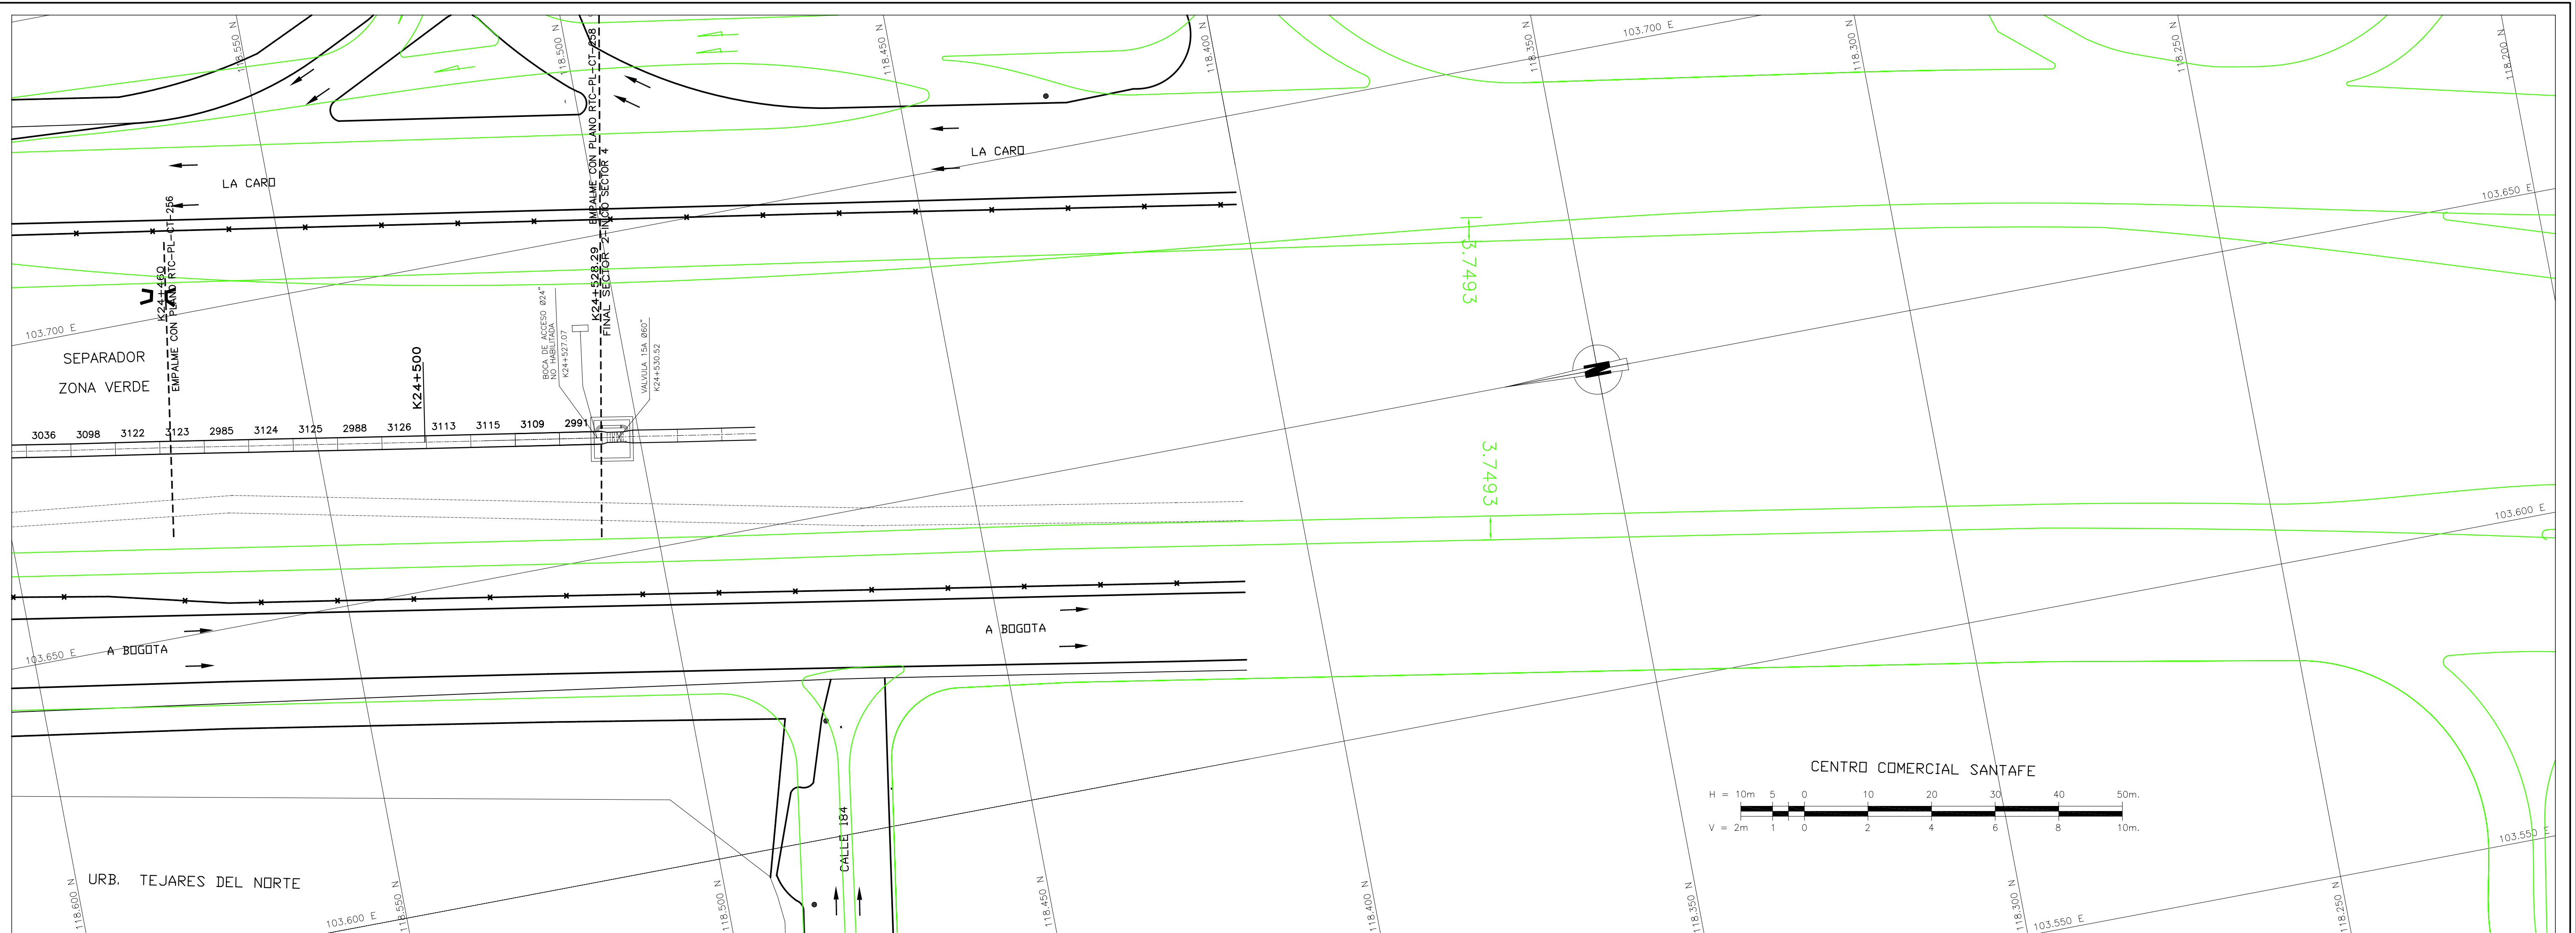 118.550 N
118.500 N
118.450 N
118.400 N
118.350 N
118.300 N
118.250 N
118.200 N
103.700 E
103.650 E
LA CARO
LA CARO
K24+460
EMPALME CON PLANO RTC-PL-CT-256
K24+528.29
EMPALME CON PLANO RTC-PL-CT-258
FINAL SECTOR 2-INICIO SECTOR 4
103.700 E
SEPARADOR
ZONA VERDE
K24+500
BOCA DE ACCESO Ø24"
NO HABILITADA
K24+527.07
VALVULA 15A Ø60"
K24+530.52
3.7493
N
3036 3098 3122 3123 2985 3124 3125 2988 3126 3113 3115 3109 2991
3.7493
103.600 E
103.650 E
A BOGOTA
A BOGOTA
CALLE 184
CENTRO COMERCIAL SANTAFE
H = 10m 5 0 10 20 30 40 50m.
V = 2m 1 0 2 4 6 8 10m.
103.550 E
URB. TEJARES DEL NORTE
103.600 E
103.550 E
118.600 N
118.550 N
118.500 N
118.450 N
118.400 N
118.350 N
118.300 N
118.250 N